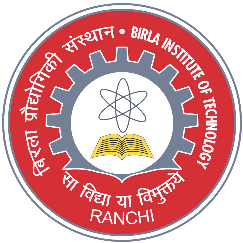 बिरला प्रौद्योगिकी संस्थान • BIRLA INSTITUTE OF TECHNOLOGY
सा विद्या या विमुक्तये
RANCHI